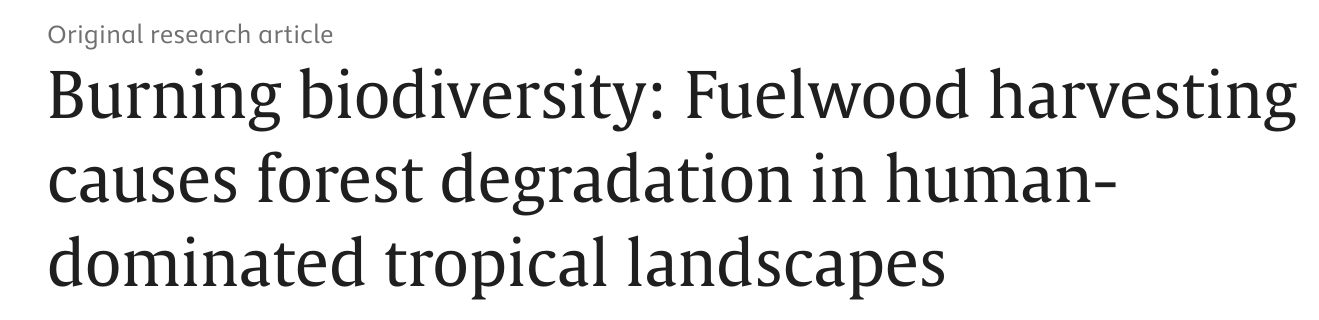 Original research article
Burning biodiversity: Fuelwood harvesting
causes forest degradation in human-
dominated tropical landscapes